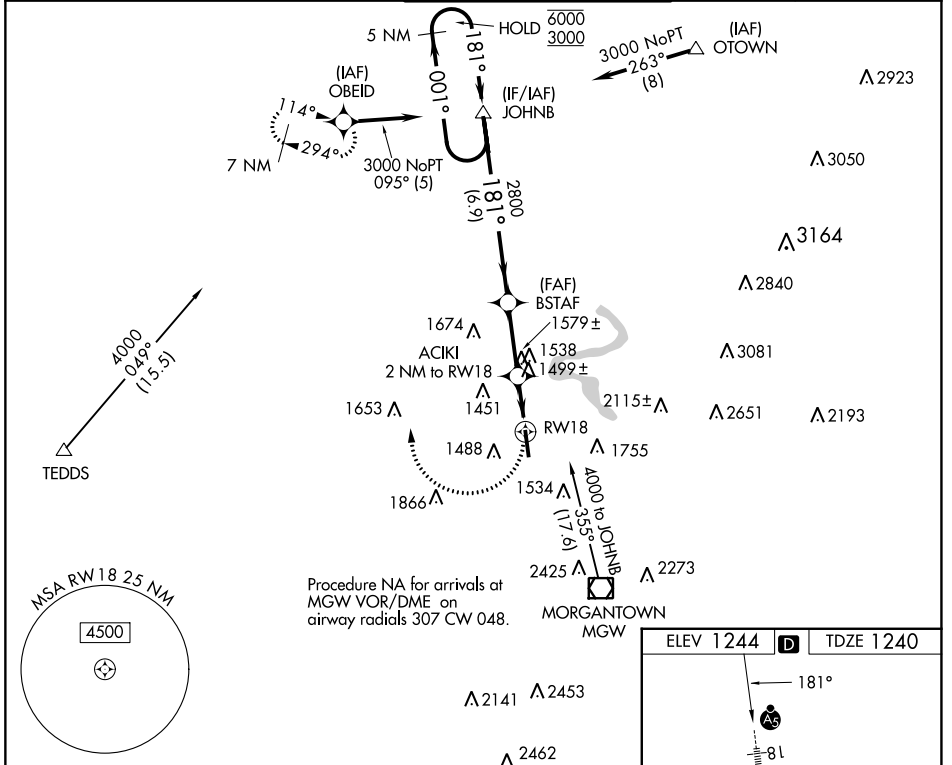 HOLD
6000
3000
5 NM
181°
001°
3000 NoPT
263°
(8)
(IAF)
OTOWN
2923
(IAF)
OBEID
(IF/IAF)
JOHNB
114°
294°
7 NM
3000 NoPT
095° (5)
3050
2800
181°
(6.9)
3164
2840
(FAF)
BSTAF
1579±
1674
1538
3081
ACIKI
2 NM to RW18
1499±
4000
049°
(15.5)
1653
1451
2115±
2651
2193
RW18
TEDDS
1488
1755
1866
1534
4000 to JOHNB
355°
(17.6)
2425
2273
MORGANTOWN
MGW
Procedure NA for arrivals at
MGW VOR/DME on
airway radials 307 CW 048.
MSA RW18 25 NM
4500
2141
2453
2462
ELEV 1244
D
TDZE 1240
181°
A5
18